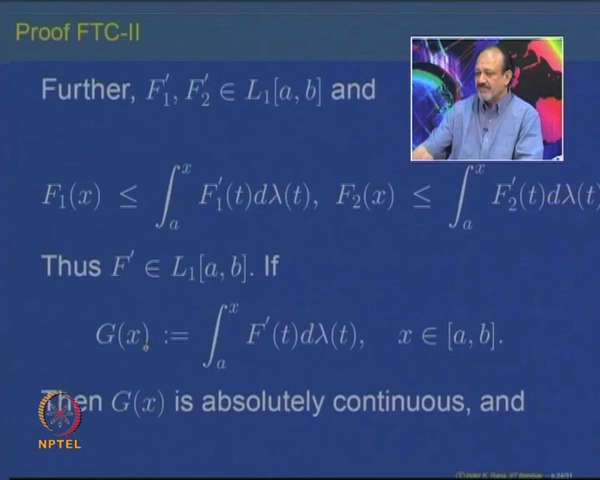 Proof FTC-II
Further, F₁′, F₂′ ∈ L₁[a, b] and
F₁(x) ≤ ∫ₐˣ F₁′(t)dλ(t), F₂(x) ≤ ∫ₐˣ F₂′(t)dλ(t)
Thus F′ ∈ L₁[a, b]. If
G(x) := ∫ₐˣ F′(t)dλ(t), x ∈ [a, b].
Then G(x) is absolutely continuous, and
NPTEL